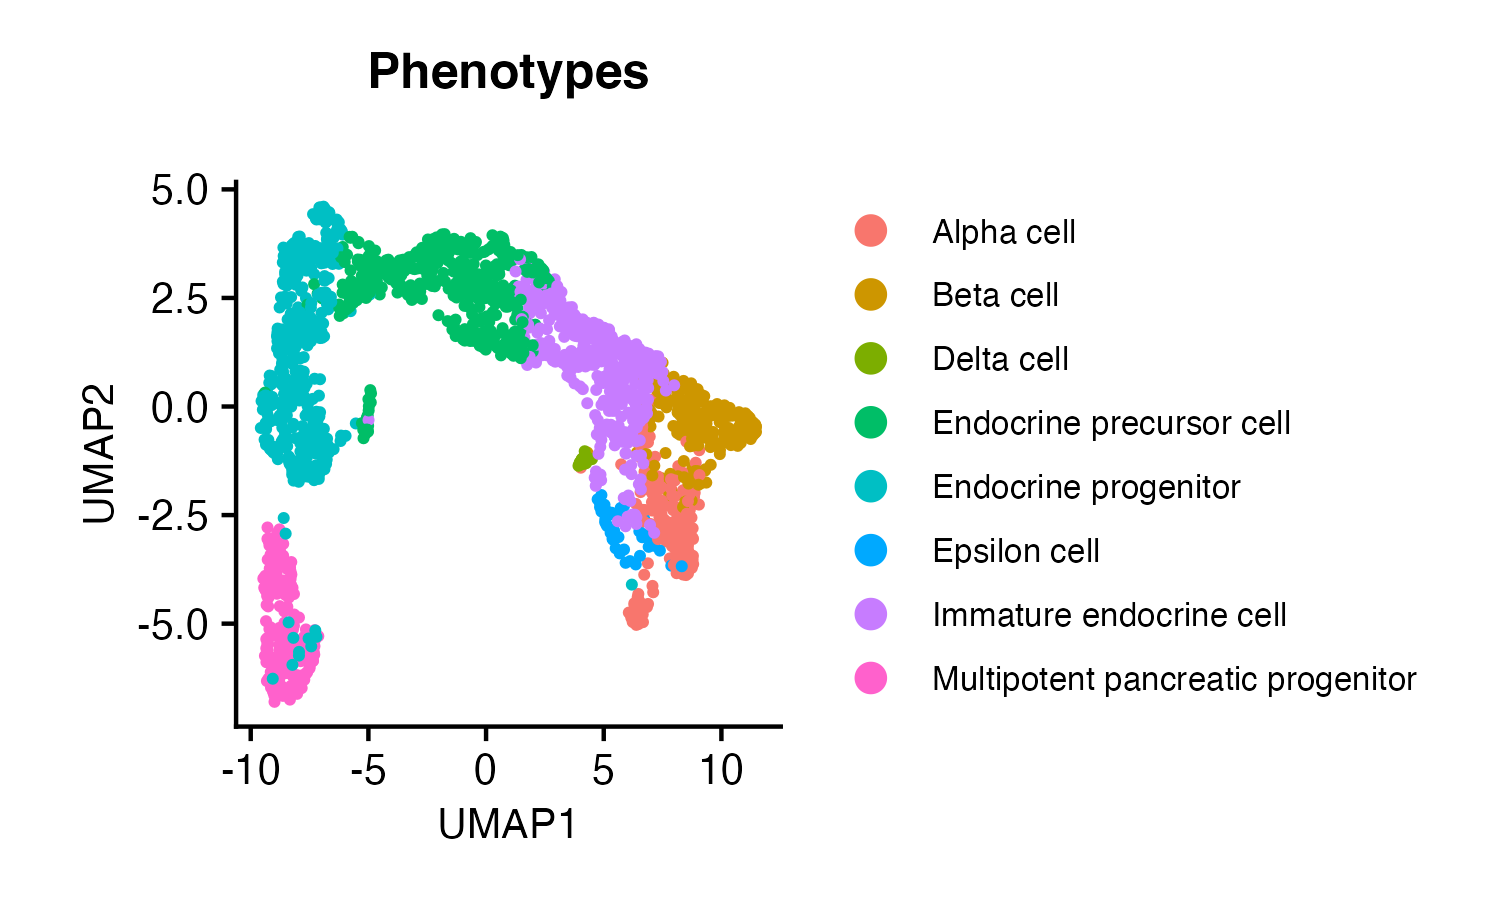 Phenotypes
5.0
2.5
0.0
-2.5
-5.0
UMAP2
-10 -5 0 5 10
UMAP1
Alpha cell
Beta cell
Delta cell
Endocrine precursor cell
Endocrine progenitor
Epsilon cell
Immature endocrine cell
Multipotent pancreatic progenitor